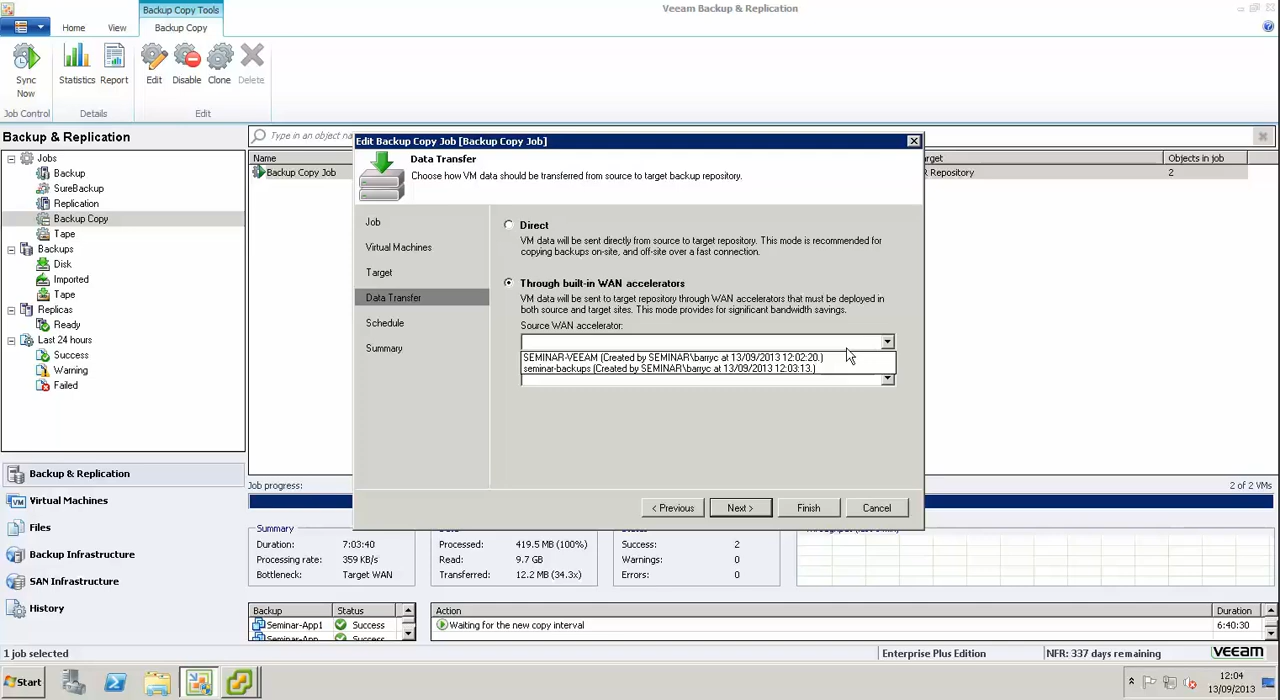 Backup Copy Tools
Veeam Backup & Replication
Home
View
Backup Copy
Sync Now
Statistics
Report
Edit
Disable
Clone
Delete
Job Control
Details
Edit
Backup & Replication
Type in an object na
Jobs
Backup
SureBackup
Replication
Backup Copy
Tape
Backups
Disk
Imported
Tape
Replicas
Ready
Last 24 hours
Success
Warning
Failed
Name
arget
Objects in job
Backup Copy Job
R Repository
2
Edit Backup Copy Job [Backup Copy Job]
Data Transfer
Choose how VM data should be transferred from source to target backup repository.
Job
Virtual Machines
Target
Data Transfer
Schedule
Summary
Direct
VM data will be sent directly from source to target repository. This mode is recommended for
copying backups on-site, and off-site over a fast connection.
Through built-in WAN accelerators
VM data will be sent to target repository through WAN accelerators that must be deployed in
both source and target sites. This mode provides for significant bandwidth savings.
Source WAN accelerator:
SEMINAR-VEEAM (Created by SEMINAR\barryc at 13/09/2013 12:02:20.)
seminar-backups (Created by SEMINAR\barryc at 13/09/2013 12:03:13.)
< Previous
Next >
Finish
Cancel
Backup & Replication
Virtual Machines
Files
Backup Infrastructure
SAN Infrastructure
History
Job progress:
2 of 2 VMs
Summary
Duration: 7:03:40
Processing rate: 359 KB/s
Bottleneck: Target WAN
Processed: 419.5 MB (100%)
Read: 9.7 GB
Transferred: 12.2 MB (34.3x)
Success: 2
Warnings: 0
Errors: 0
Backup
Status
Seminar-App1
Success
Seminar-App
Success
Action
Duration
Waiting for the new copy interval
6:40:30
1 job selected
Enterprise Plus Edition
NFR: 337 days remaining
veeam
Start
12:04
13/09/2013